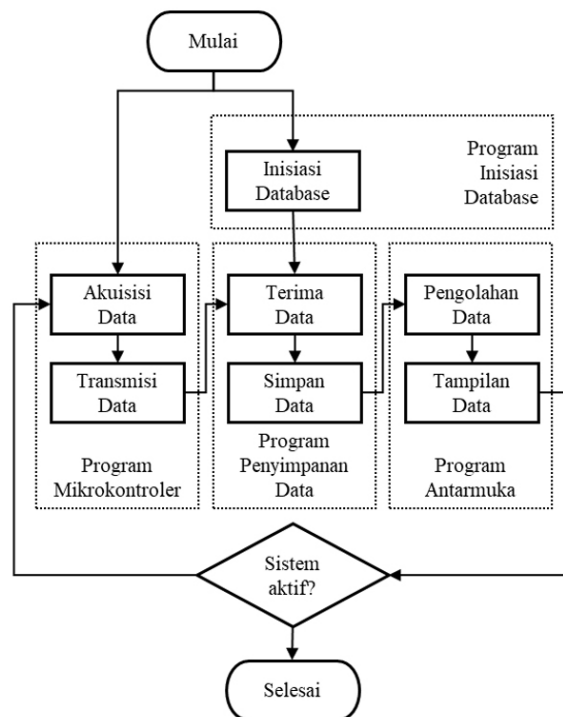 Mulai
Inisiasi
Database
Program
Inisiasi
Database
Akuisisi
Data
Transmisi
Data
Program
Mikrokontroler
Terima
Data
Simpan
Data
Program
Penyimpanan
Data
Pengolahan
Data
Tampilan
Data
Program
Antarmuka
Sistem
aktif?
Selesai